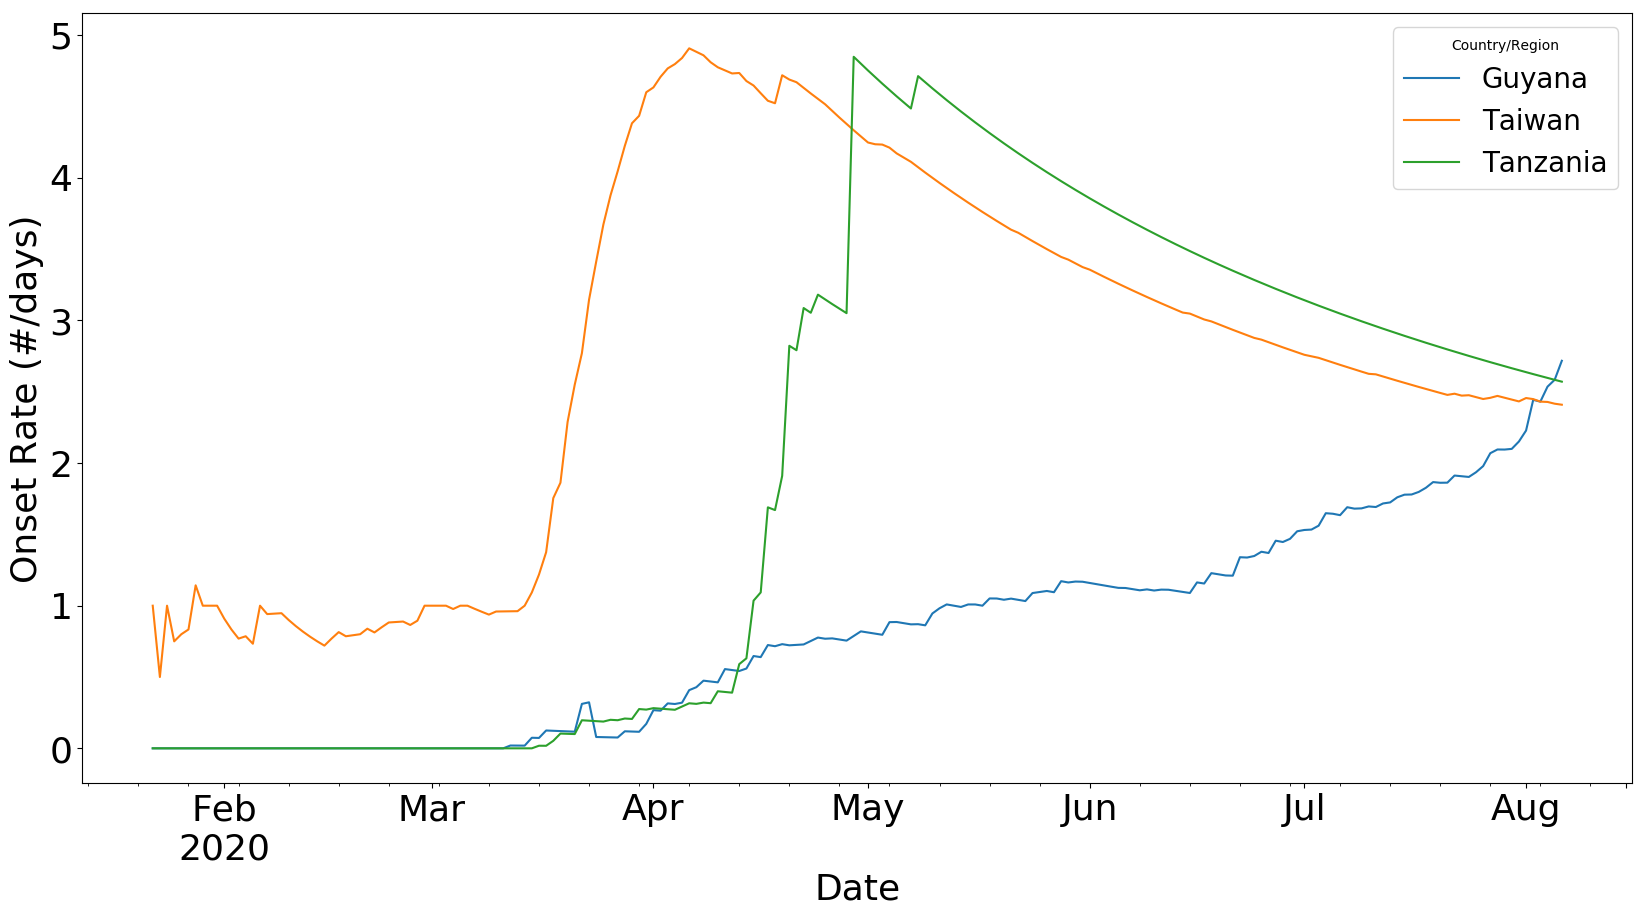 Onset Rate (#/days)
5
4
3
2
1
0
Country/Region
Guyana
Taiwan
Tanzania
Feb Mar Apr May Jun Jul Aug
2020
Date